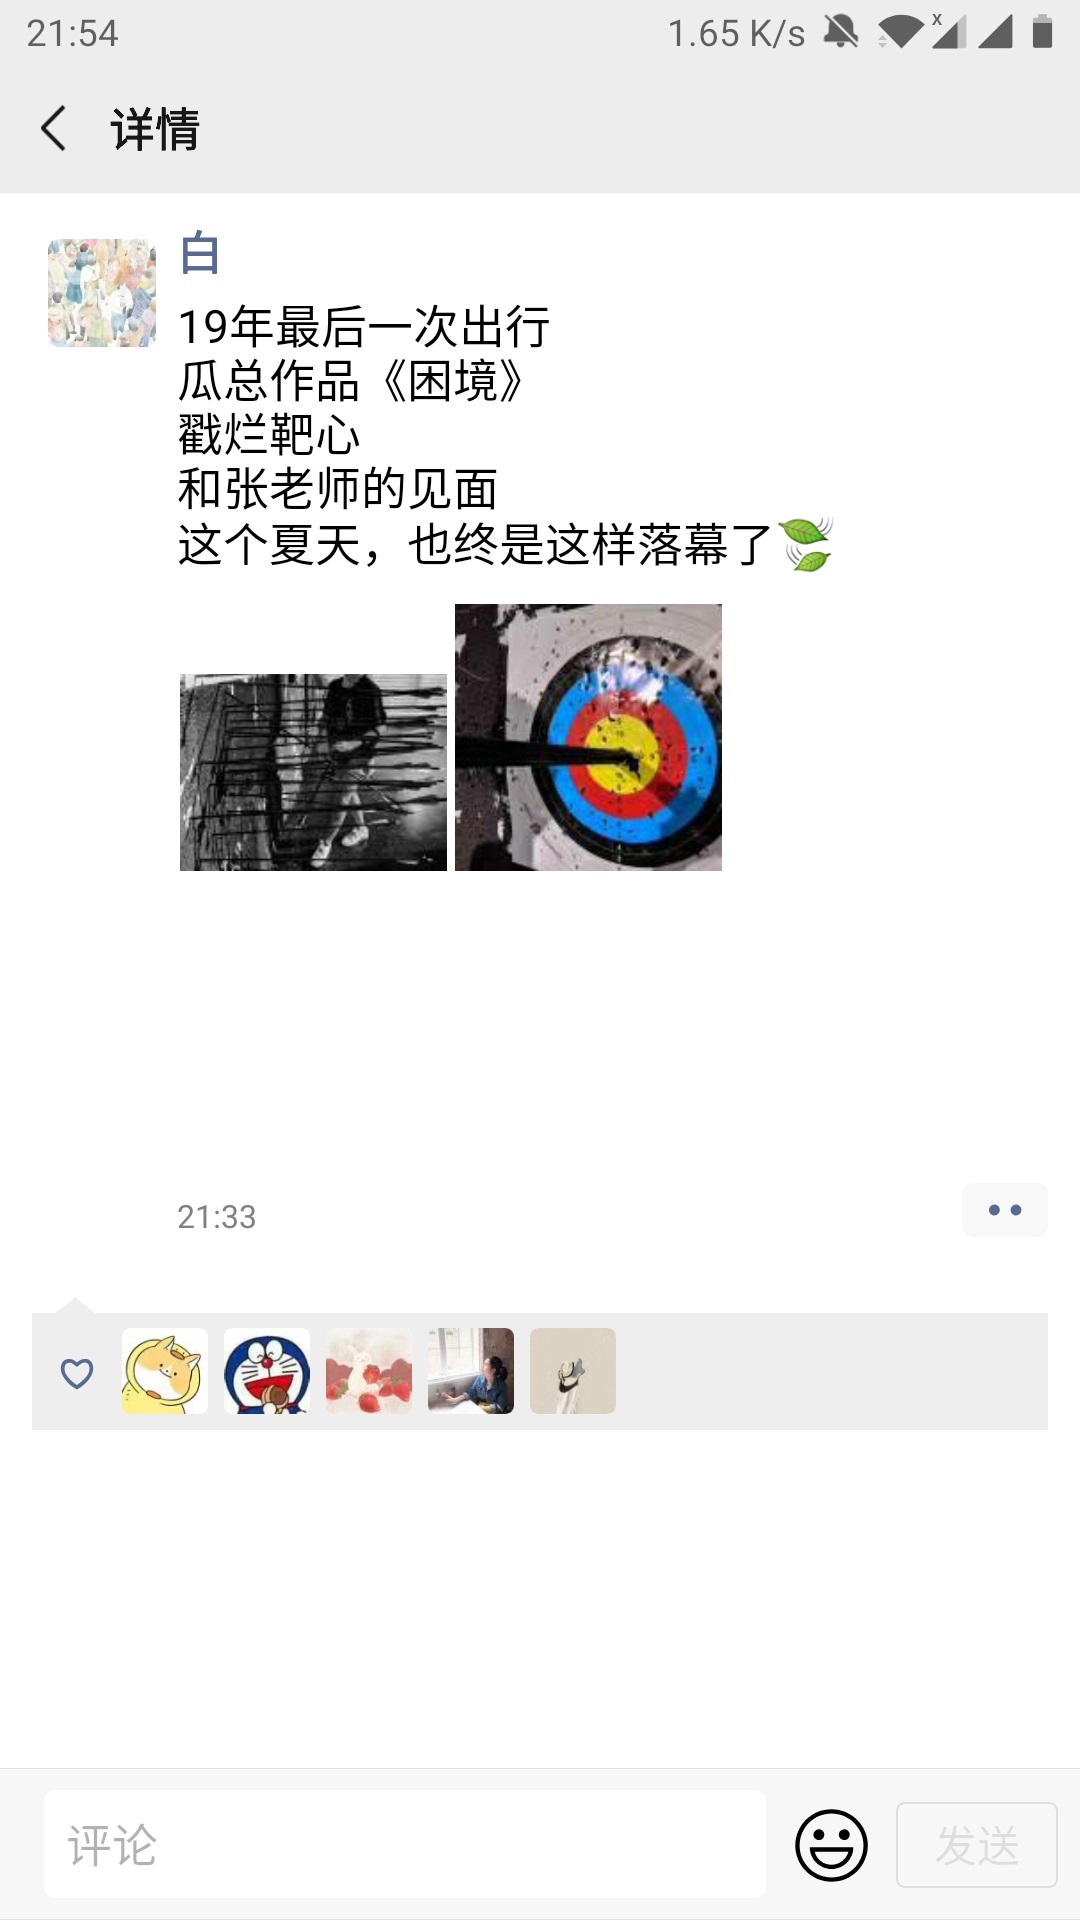 21:54
1.65 K/s
x
详情
白
19年最后一次出行
瓜总作品《困境》
戳烂靶心
和张老师的见面
这个夏天，也终是这样落幕了🍃
21:33
评论
发送